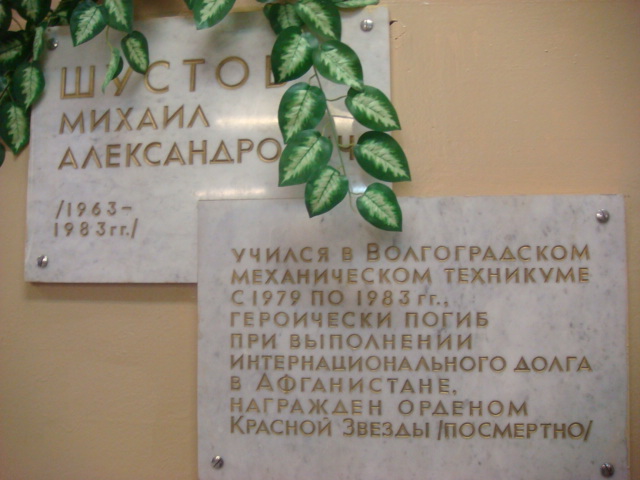 ШУСТОВ
МИХАИЛ
/1963-
1983гг./
УЧИЛСЯ В ВОЛГОГРАДСКОМ
МЕХАНИЧЕСКОМ ТЕХНИКУМЕ
С 1979 ПО 1983 гг.,
ГЕРОИЧЕСКИ ПОГИБ
ПРИ ВЫПОЛНЕНИИ
ИНТЕРНАЦИОНАЛЬНОГО ДОЛГА
В АФГАНИСТАНЕ.
НАГРАЖДЕН ОРДЕНОМ
КРАСНОЙ ЗВЕЗДЫ /ПОСМЕРТНО/